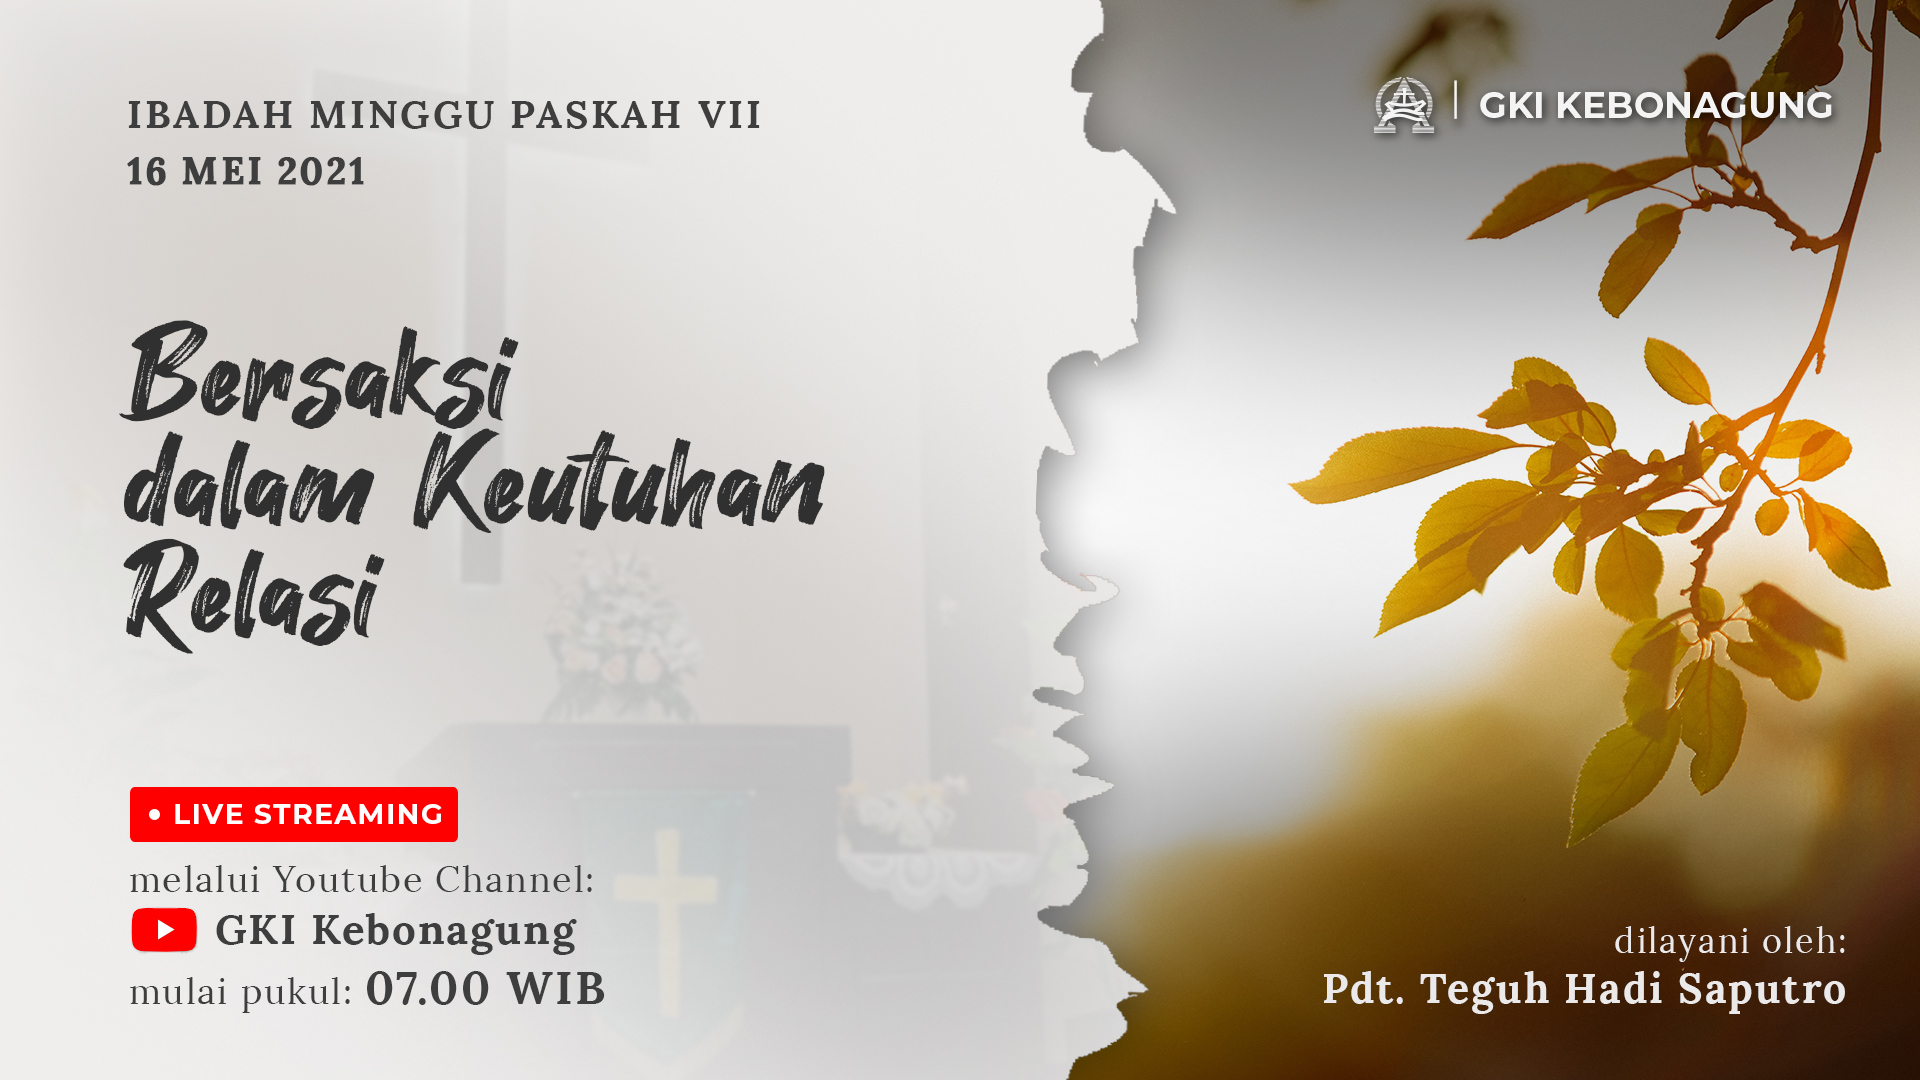 IBADAH MINGGU PASKAH VII
16 MEI 2021
GKI KEBONAGUNG
Bersaksi
dalam Keutuhan
Relasi
• LIVE STREAMING
melalui Youtube Channel:
GKI Kebonagung
mulai pukul: 07.00 WIB
dilayani oleh:
Pdt. Teguh Hadi Saputro